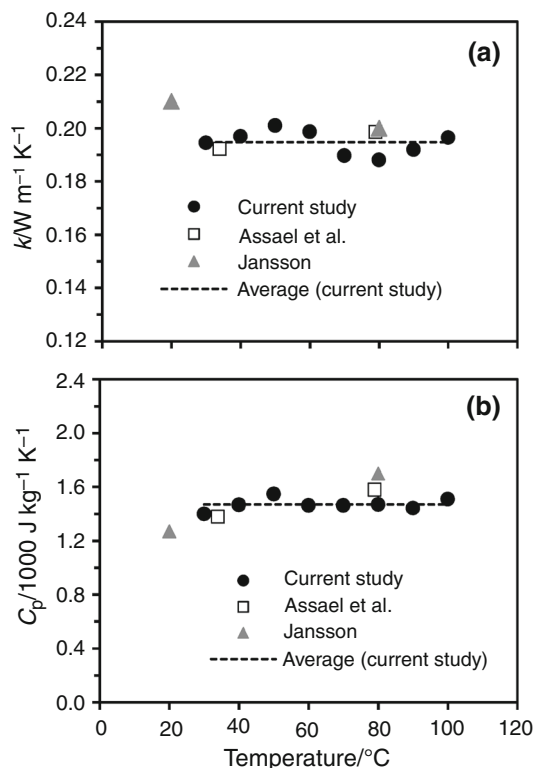 0.24
(a)
0.22
0.20
0.18
0.16
0.14
0.12
k/W m⁻¹ K⁻¹
Current study
Assael et al.
Jansson
Average (current study)
2.4
(b)
2.0
1.6
1.2
0.8
0.4
0.0
Cp/1000 J kg⁻¹ K⁻¹
Current study
Assael et al.
Jansson
Average (current study)
0 20 40 60 80 100 120
Temperature/°C